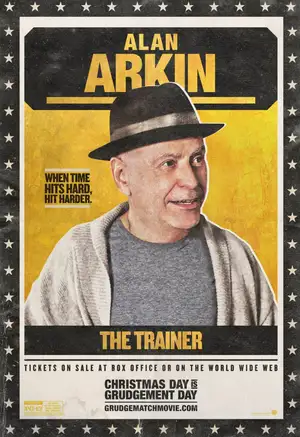 ALAN
ARKIN
WHEN TIME
HITS HARD,
HIT HARDER.
THE TRAINER
TICKETS ON SALE AT BOX OFFICE OR ON THE WORLD WIDE WEB
CHRISTMAS DAY
GRUDGEMENT DAY
GRUDGEMATCHMOVIE.COM